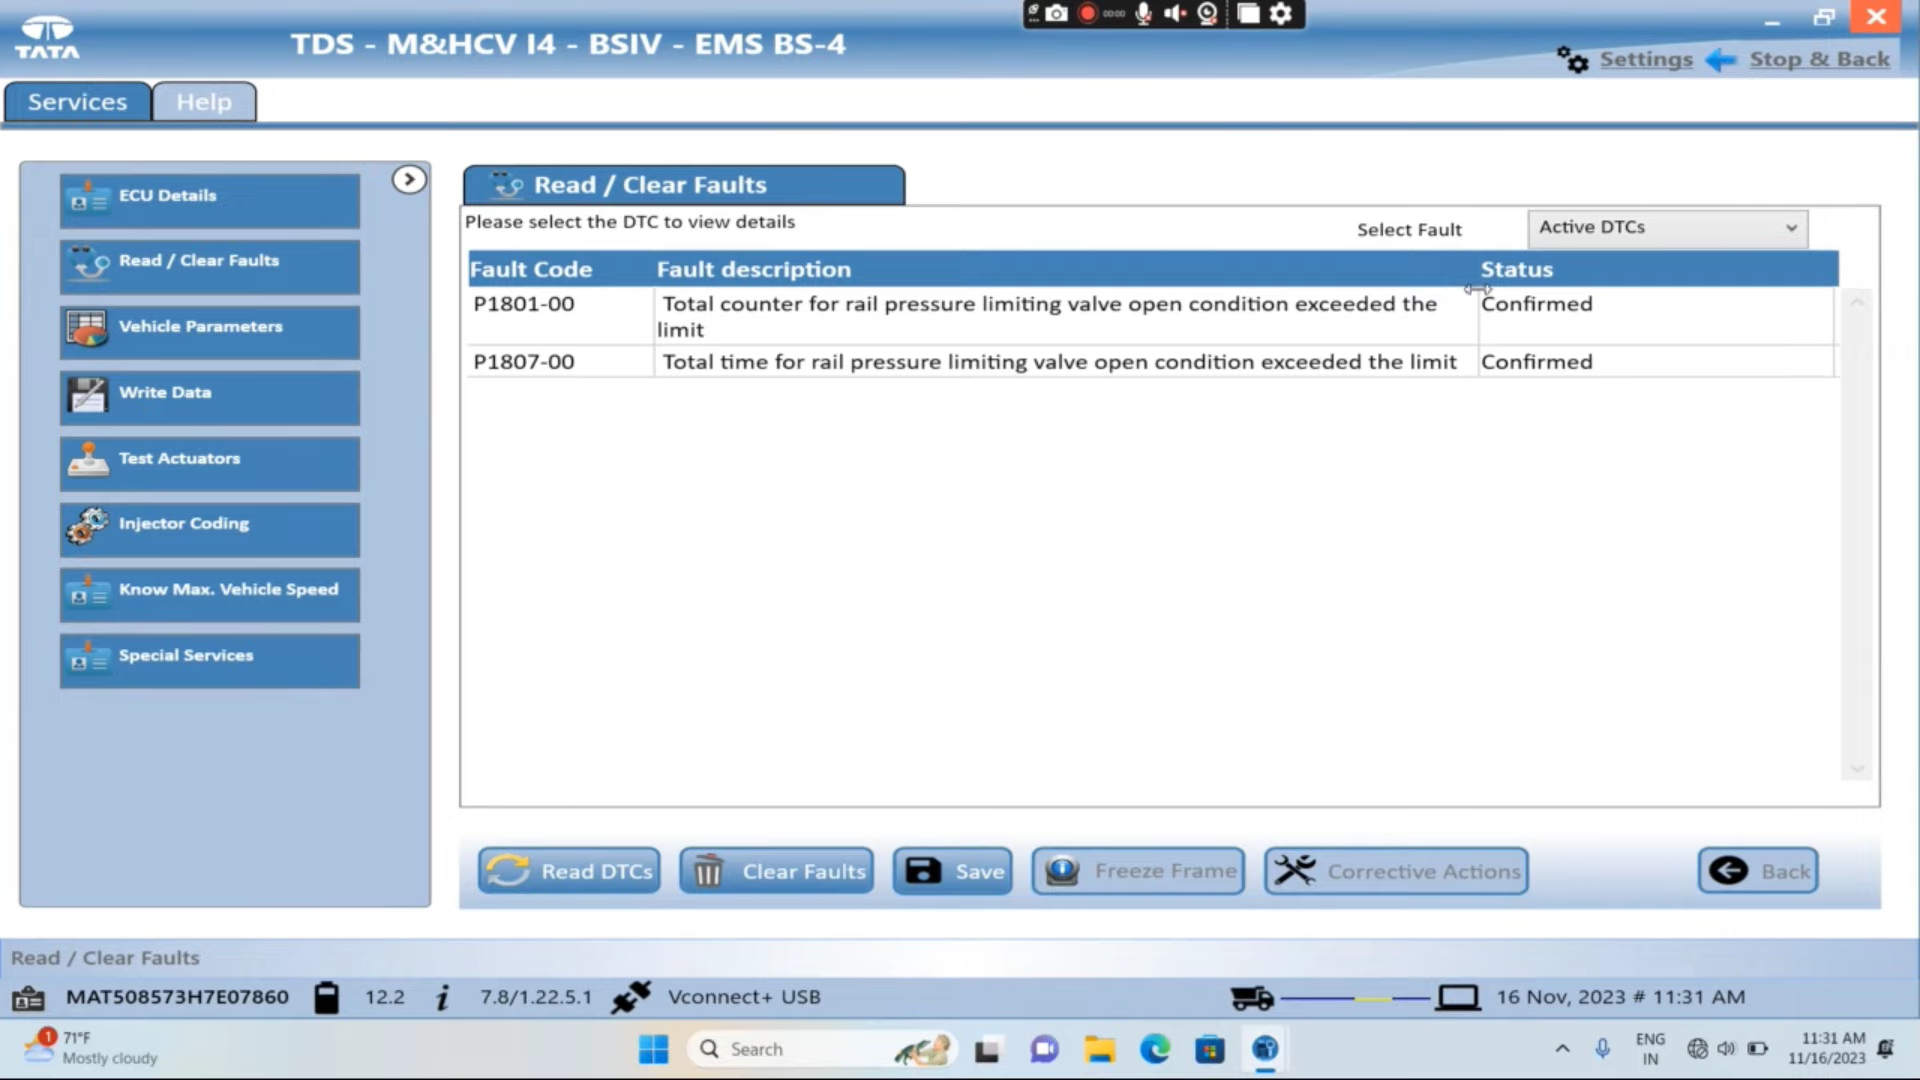 00:00
TATA
TDS - M&HCV I4 - BSIV - EMS BS-4
Settings
Stop & Back
Services
Help
ECU Details
Read / Clear Faults
Vehicle Parameters
Write Data
Test Actuators
Injector Coding
Know Max. Vehicle Speed
Special Services
Read / Clear Faults
Please select the DTC to view details
Select Fault
Active DTCs
Fault Code Fault description Status
P1801-00 Total counter for rail pressure limiting valve open condition exceeded the Confirmed
limit
P1807-00 Total time for rail pressure limiting valve open condition exceeded the limit Confirmed
Read DTCs
Clear Faults
Save
Freeze Frame
Corrective Actions
Back
Read / Clear Faults
MAT508573H7E07860 12.2 i 7.8/1.22.5.1 Vconnect+ USB 16 Nov, 2023 # 11:31 AM
1
71°F
Mostly cloudy
Search
ENG
IN
11:31 AM
11/16/2023